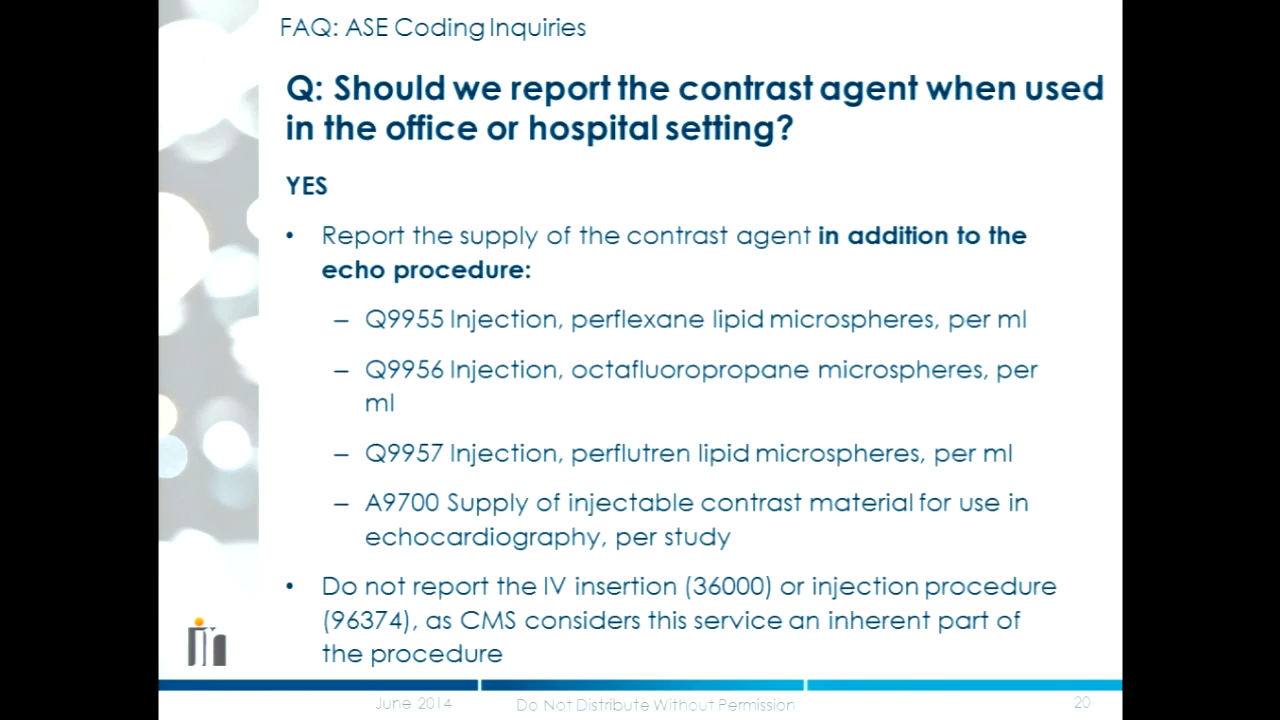 FAQ: ASE Coding Inquiries
Q: Should we report the contrast agent when used
in the office or hospital setting?
YES
• Report the supply of the contrast agent in addition to the
echo procedure:
– Q9955 Injection, perflexane lipid microspheres, per ml
– Q9956 Injection, octafluoropropane microspheres, per
ml
– Q9957 Injection, perflutren lipid microspheres, per ml
– A9700 Supply of injectable contrast material for use in
echocardiography, per study
• Do not report the IV insertion (36000) or injection procedure
(96374), as CMS considers this service an inherent part of
the procedure
June 2014 Do Not Distribute Without Permission 20